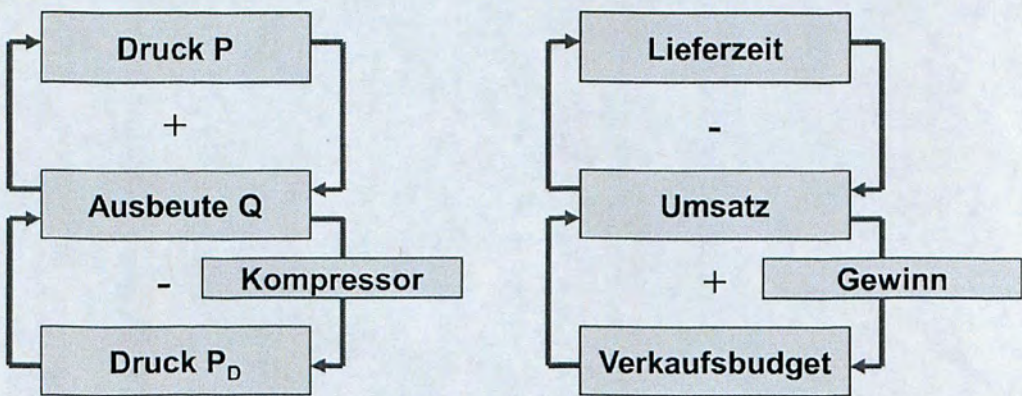 Druck P
+
Ausbeute Q
-
Kompressor
Druck P_D
Lieferzeit
-
Umsatz
+
Gewinn
Verkaufsbudget